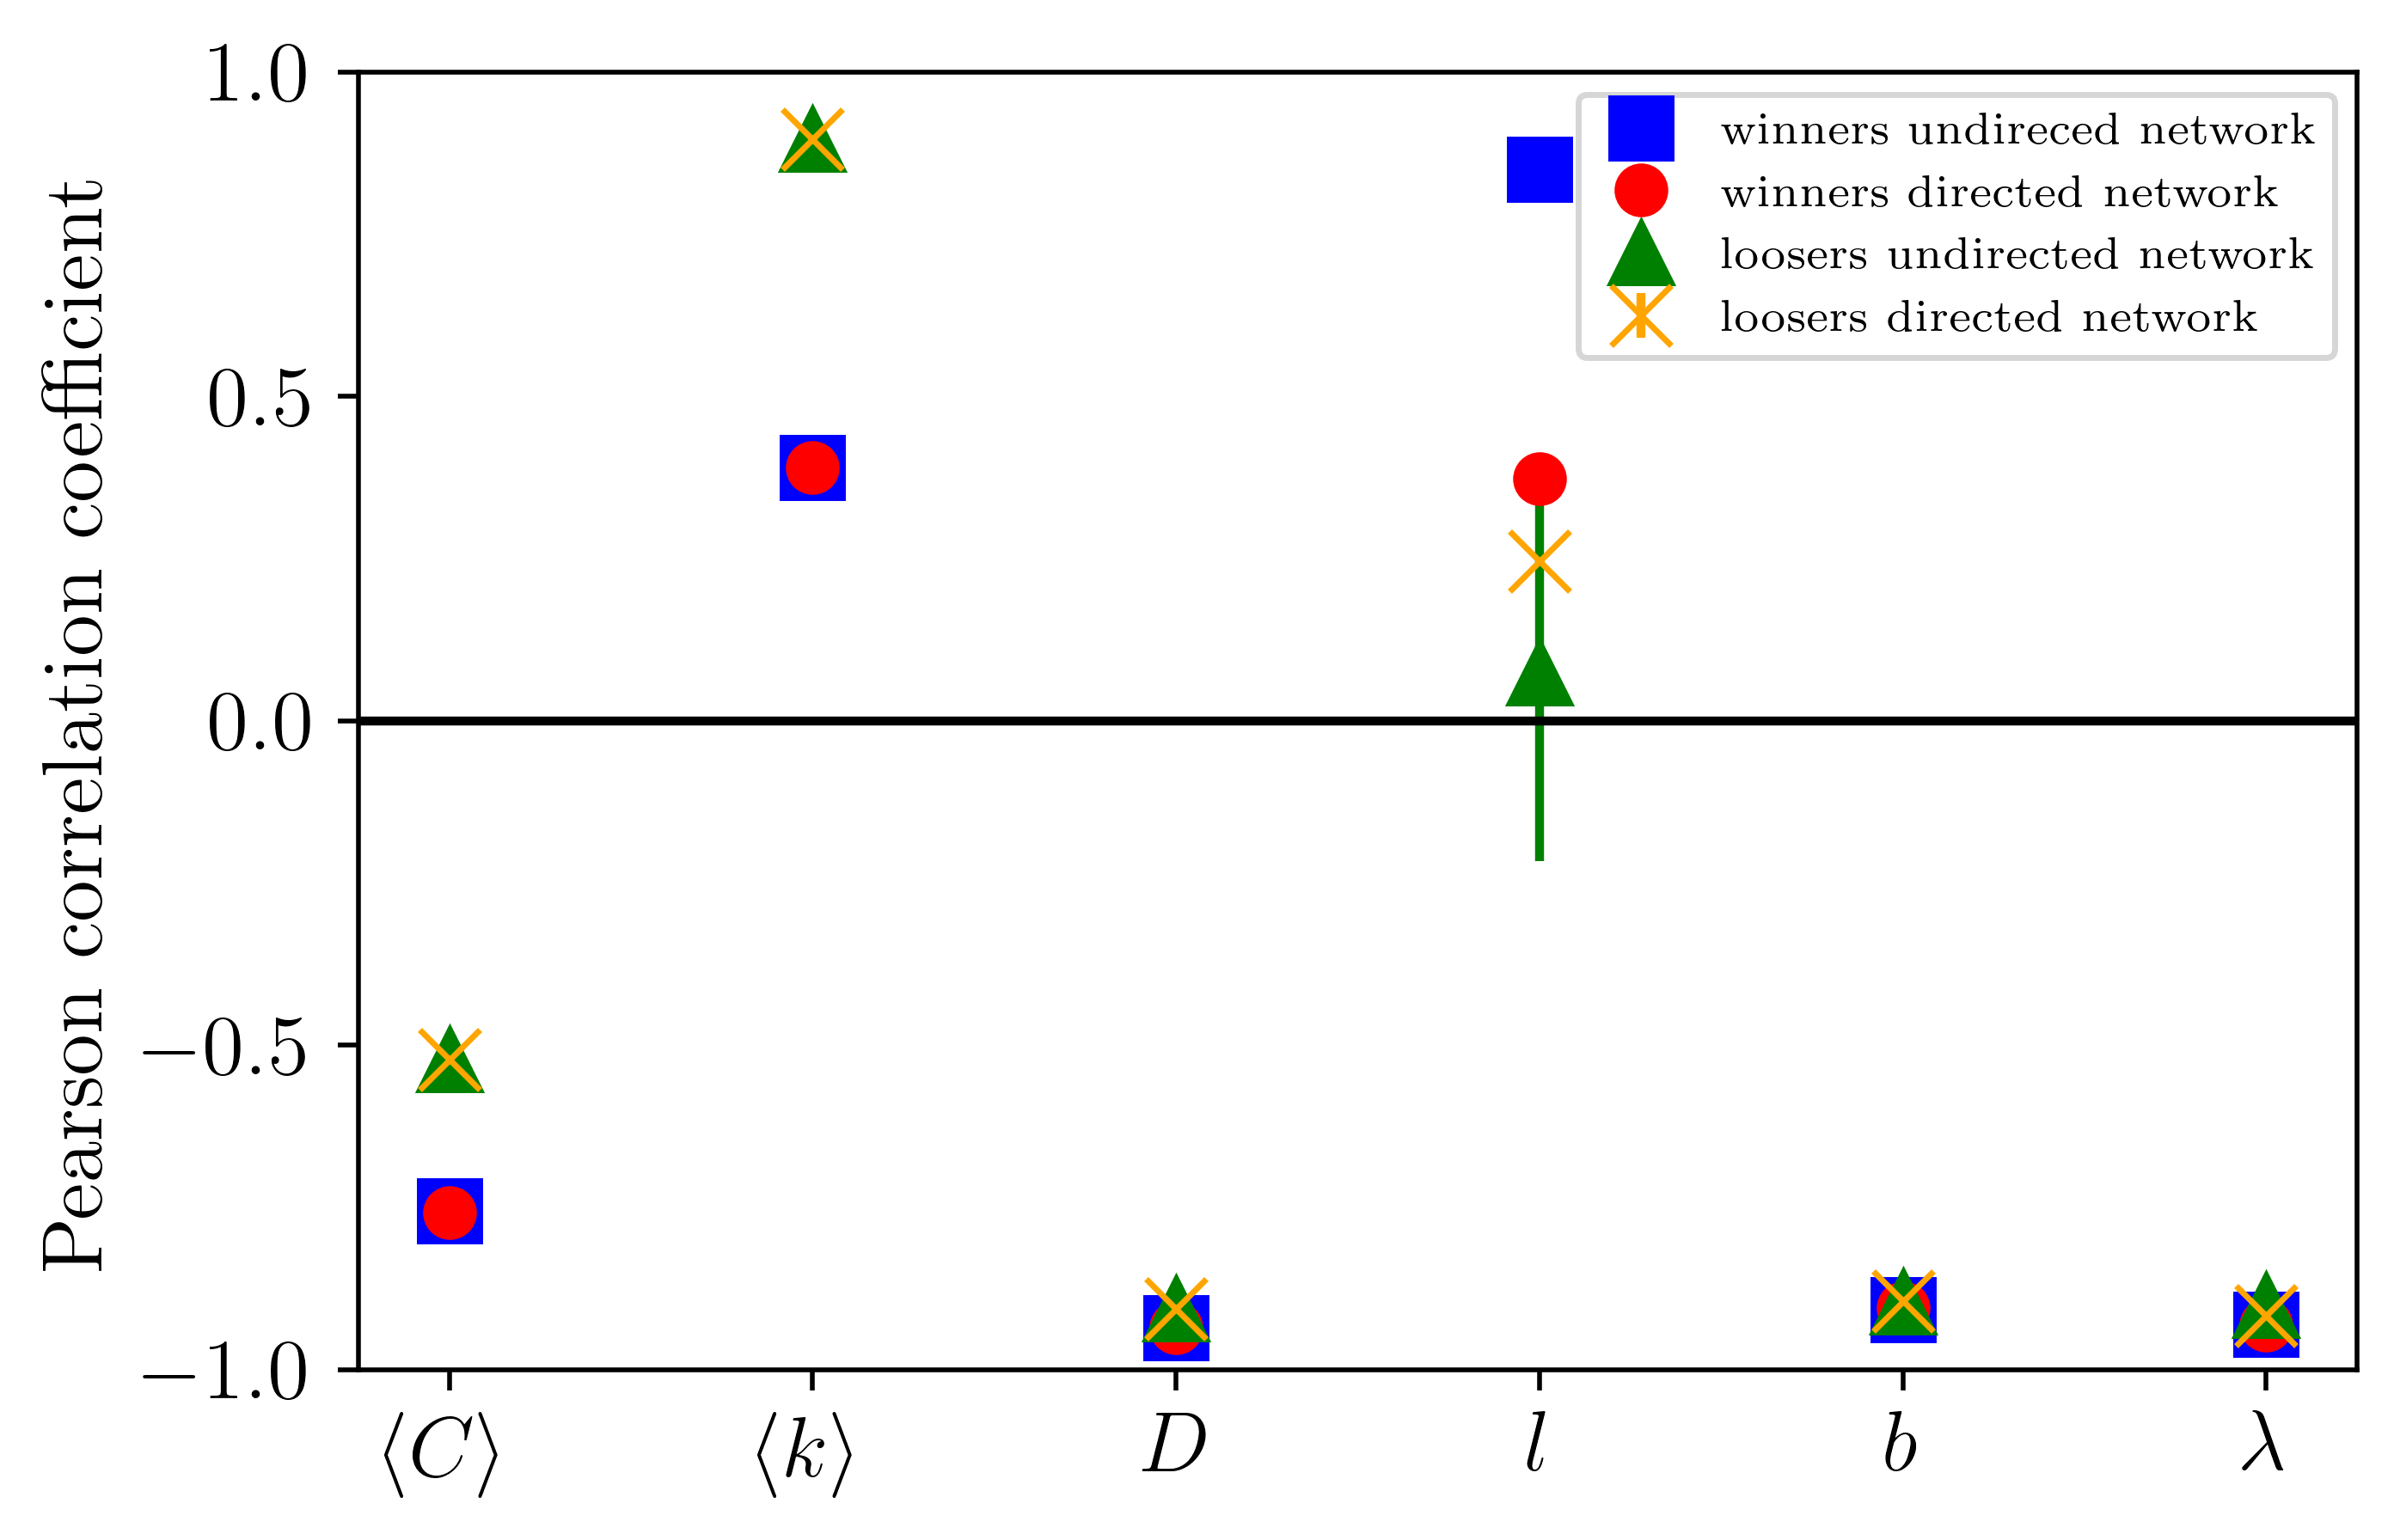 Pearson correlation coefficient
1.0
0.5
0.0
−0.5
−1.0
winners undireced network
winners directed network
loosers undirected network
loosers directed network
⟨C⟩ ⟨k⟩ D l b λ